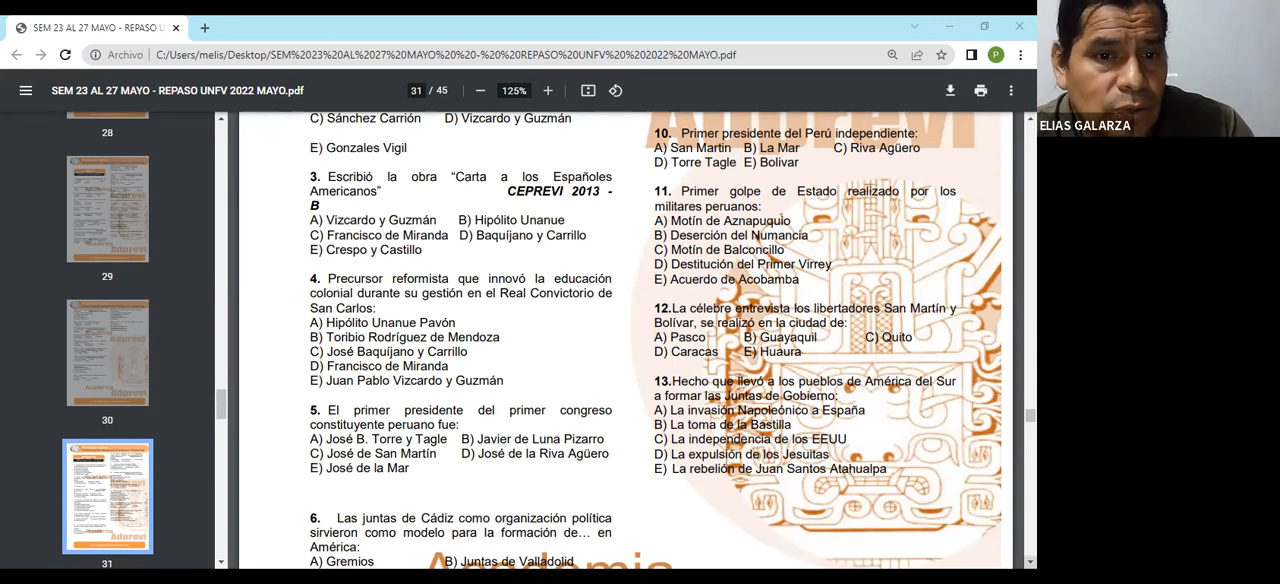 SEM 23 AL 27 MAYO - REPASO U
Archivo
C:/Users/melis/Desktop/SEM%2023%20AL%2027%20MAYO%20%20-%20%20REPASO%20UNFV%20%202022%20MAYO.pdf
P
SEM 23 AL 27 MAYO - REPASO UNFV 2022 MAYO.pdf
31 / 45
125%
ELIAS GALARZA
28
29
30
31
C) Sánchez Carrión D) Vizcardo y Guzmán
E) Gonzales Vigil
3. Escribió la obra “Carta a los Españoles
Americanos” CEPREVI 2013 -
B
A) Vizcardo y Guzmán B) Hipólito Unanue
C) Francisco de Miranda D) Baquíjano y Carrillo
E) Crespo y Castillo
4. Precursor reformista que innovó la educación
colonial durante su gestión en el Real Convictorio de
San Carlos:
A) Hipólito Unanue Pavón
B) Toribio Rodríguez de Mendoza
C) José Baquíjano y Carrillo
D) Francisco de Miranda
E) Juan Pablo Vizcardo y Guzmán
5. El primer presidente del primer congreso
constituyente peruano fue:
A) José B. Torre y Tagle B) Javier de Luna Pizarro
C) José de San Martín D) José de la Riva Agüero
E) José de la Mar
6. Las juntas de Cádiz como organización política
sirvieron como modelo para la formación de… en
América:
A) Gremios B) Juntas de Valladolid
Academia
Adprevi
10. Primer presidente del Perú independiente:
A) San Martin B) La Mar C) Riva Agüero
D) Torre Tagle E) Bolivar
11. Primer golpe de Estado realizado por los
militares peruanos:
A) Motín de Aznapuquio
B) Deserción del Numancia
C) Motín de Balconcillo
D) Destitución del Primer Virrey
E) Acuerdo de Acobamba
12.La célebre entrevista los libertadores San Martín y
Bolívar, se realizó en la ciudad de:
A) Pasco B) Guayaquil C) Quito
D) Caracas E) Huaura
13.Hecho que llevó a los pueblos de América del Sur
a formar las Juntas de Gobierno:
A) La invasión Napoleónico a España
B) La toma de la Bastilla
C) La independencia de los EEUU
D) La expulsión de los Jesuitas
E) La rebelión de Juan Santos Atahualpa